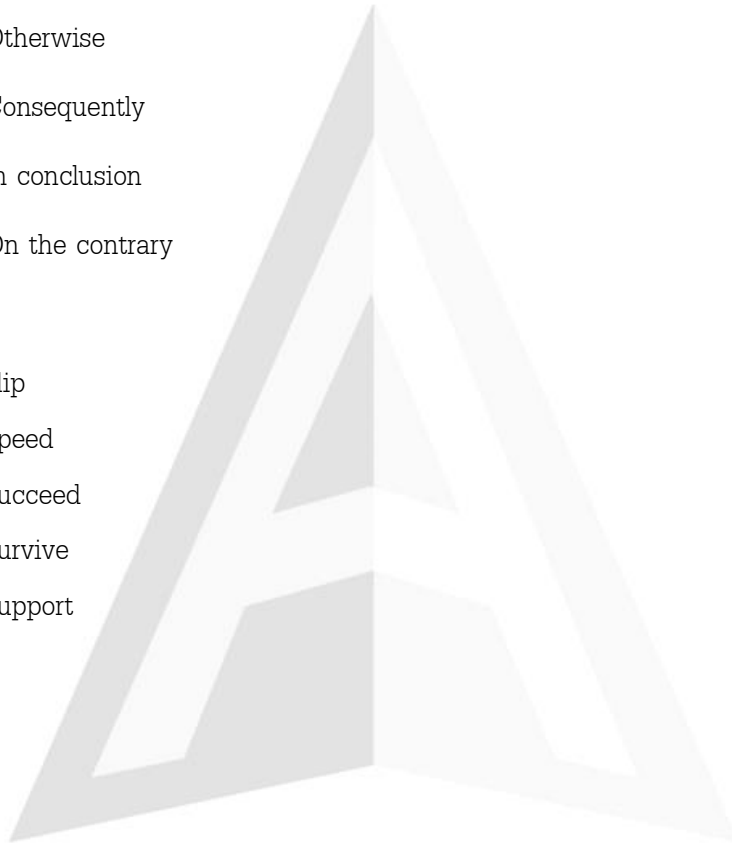 Otherwise
Consequently
n conclusion
On the contrary
lip
peed
ucceed
urvive
upport